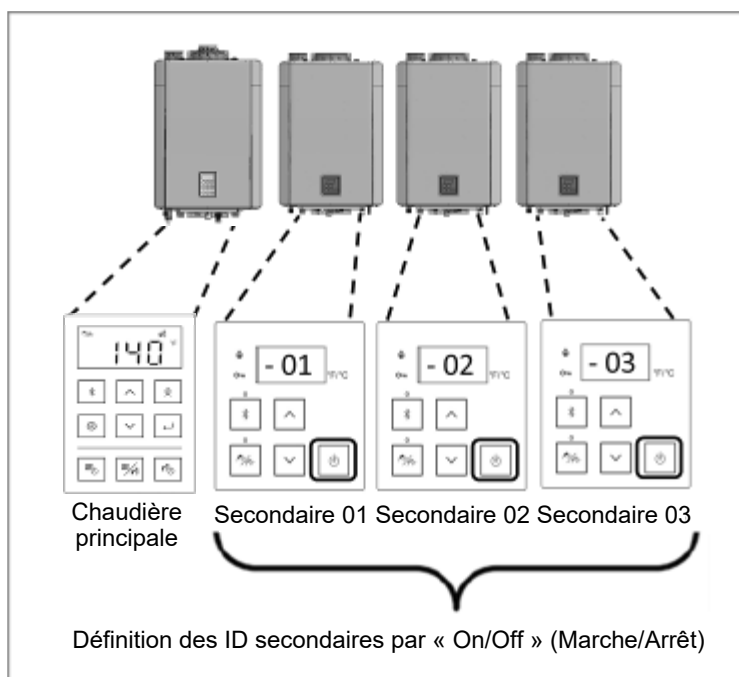 140
- 01
°F/°C
- 02
°F/°C
- 03
°F/°C
Chaudière
principale
Secondaire 01 Secondaire 02 Secondaire 03
Définition des ID secondaires par « On/Off » (Marche/Arrêt)